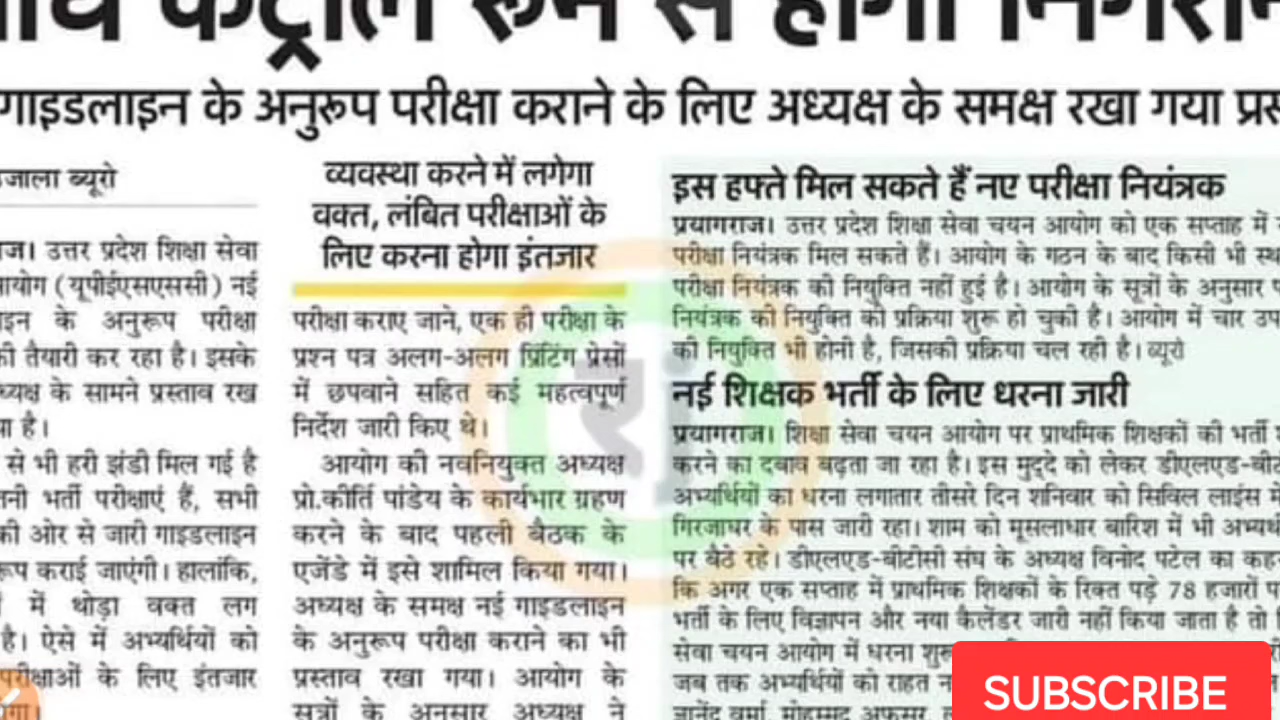 कंट्रोल रूम से होगी
गाइडलाइन के अनुरूप परीक्षा कराने के लिए अध्यक्ष के समक्ष रखा गया
ब्यूरो
उत्तर प्रदेश शिक्षा सेवा
(यूपीईएसएससी) नई
के अनुरूप परीक्षा
तैयारी कर रहा है। इसके
के सामने प्रस्ताव रख
है।
से भी हरी झंडी मिल गई है
भर्ती परीक्षाएं हैं, सभी
की ओर से जारी गाइडलाइन
कराई जाएंगी। हालांकि,
में थोड़ा वक्त लग
है। ऐसे में अभ्यर्थियों को
परीक्षाओं के लिए इंतजार
व्यवस्था करने में लगेगा
वक्त, लंबित परीक्षाओं के
लिए करना होगा इंतजार
परीक्षा कराए जाने, एक ही परीक्षा के
प्रश्न पत्र अलग-अलग प्रिंटिंग प्रेसों
में छपवाने सहित कई महत्वपूर्ण
निर्देश जारी किए थे।
आयोग की नवनियुक्त अध्यक्ष
प्रो.कीर्ति पांडेय के कार्यभार ग्रहण
करने के बाद पहली बैठक के
एजेंडे में इसे शामिल किया गया।
अध्यक्ष के समक्ष नई गाइडलाइन
के अनुरूप परीक्षा कराने का भी
प्रस्ताव रखा गया। आयोग के
सूत्रों के अनुसार अध्यक्ष ने
इस हफ्ते मिल सकते हैं नए परीक्षा नियंत्रक
प्रयागराज। उत्तर प्रदेश शिक्षा सेवा चयन आयोग को एक सप्ताह में
परीक्षा नियंत्रक मिल सकते हैं। आयोग के गठन के बाद किसी भी
परीक्षा नियंत्रक की नियुक्ति नहीं हुई है। आयोग के सूत्रों के अनुसार
नियंत्रक की नियुक्ति की प्रक्रिया शुरू हो चुकी है। आयोग में चार
की नियुक्ति भी होनी है, जिसकी प्रक्रिया चल रही है। ब्यूरो
नई शिक्षक भर्ती के लिए धरना जारी
प्रयागराज। शिक्षा सेवा चयन आयोग पर प्राथमिक शिक्षकों की भर्ती
करने का दबाव बढ़ता जा रहा है। इस मुद्दे को लेकर
अभ्यर्थियों का धरना लगातार तीसरे दिन शनिवार को सिविल लाइंस
गिरजाघर के पास जारी रहा। शाम को मूसलाधार बारिश में भी
पर बैठे रहे। डीएलएड-बीटीसी संघ के अध्यक्ष विनोद पटेल का
कि अगर एक सप्ताह में प्राथमिक शिक्षकों के रिक्त पड़े 78 हजारों
भर्ती के लिए विज्ञापन और नया कैलेंडर जारी नहीं किया जाता है तो
सेवा चयन आयोग में धरना
जब तक अभ्यर्थियों को राहत
वर्मा, मोहम्मद
SUBSCRIBE